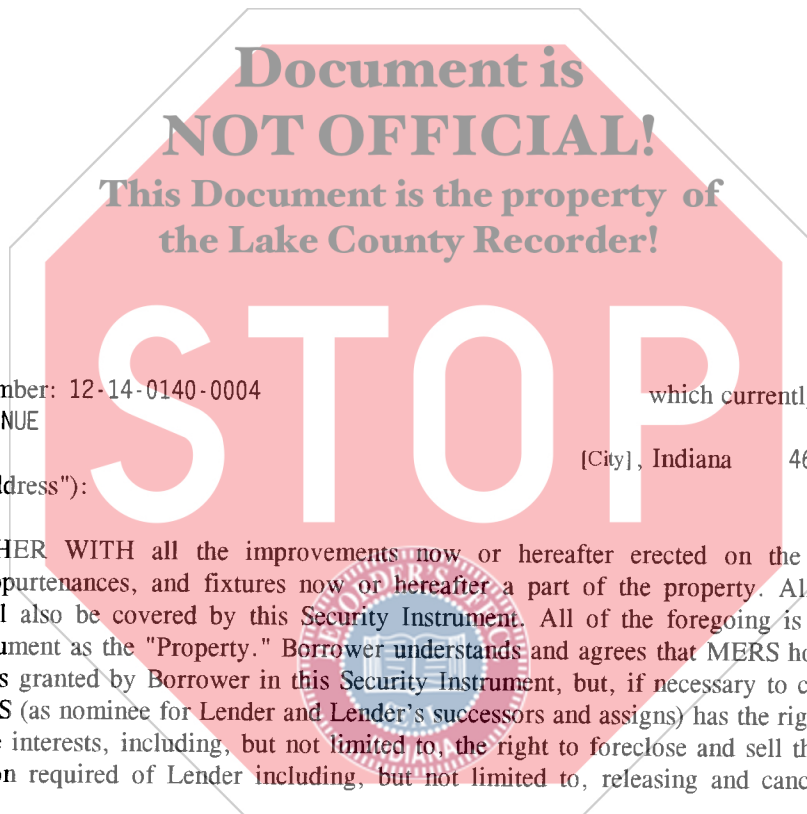 Document is
NOT OFFICIAL!
This Document is the property of
the Lake County Recorder!
STOP
mber: 12-14-0140-0004 which currentl
NUE
[City], Indiana 46
ddress"):
HER WITH all the improvements now or hereafter erected on the
ppurtenances, and fixtures now or hereafter a part of the property. Al
l also be covered by this Security Instrument. All of the foregoing is
ument as the "Property." Borrower understands and agrees that MERS ho
s granted by Borrower in this Security Instrument, but, if necessary to c
S (as nominee for Lender and Lender's successors and assigns) has the rig
e interests, including, but not limited to, the right to foreclose and sell th
on required of Lender including, but not limited to, releasing and canc